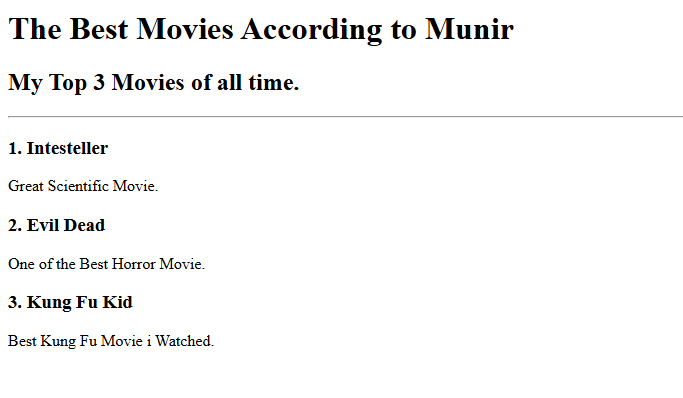 The Best Movies According to Munir
My Top 3 Movies of all time.
1. Intesteller
Great Scientific Movie.
2. Evil Dead
One of the Best Horror Movie.
3. Kung Fu Kid
Best Kung Fu Movie i Watched.